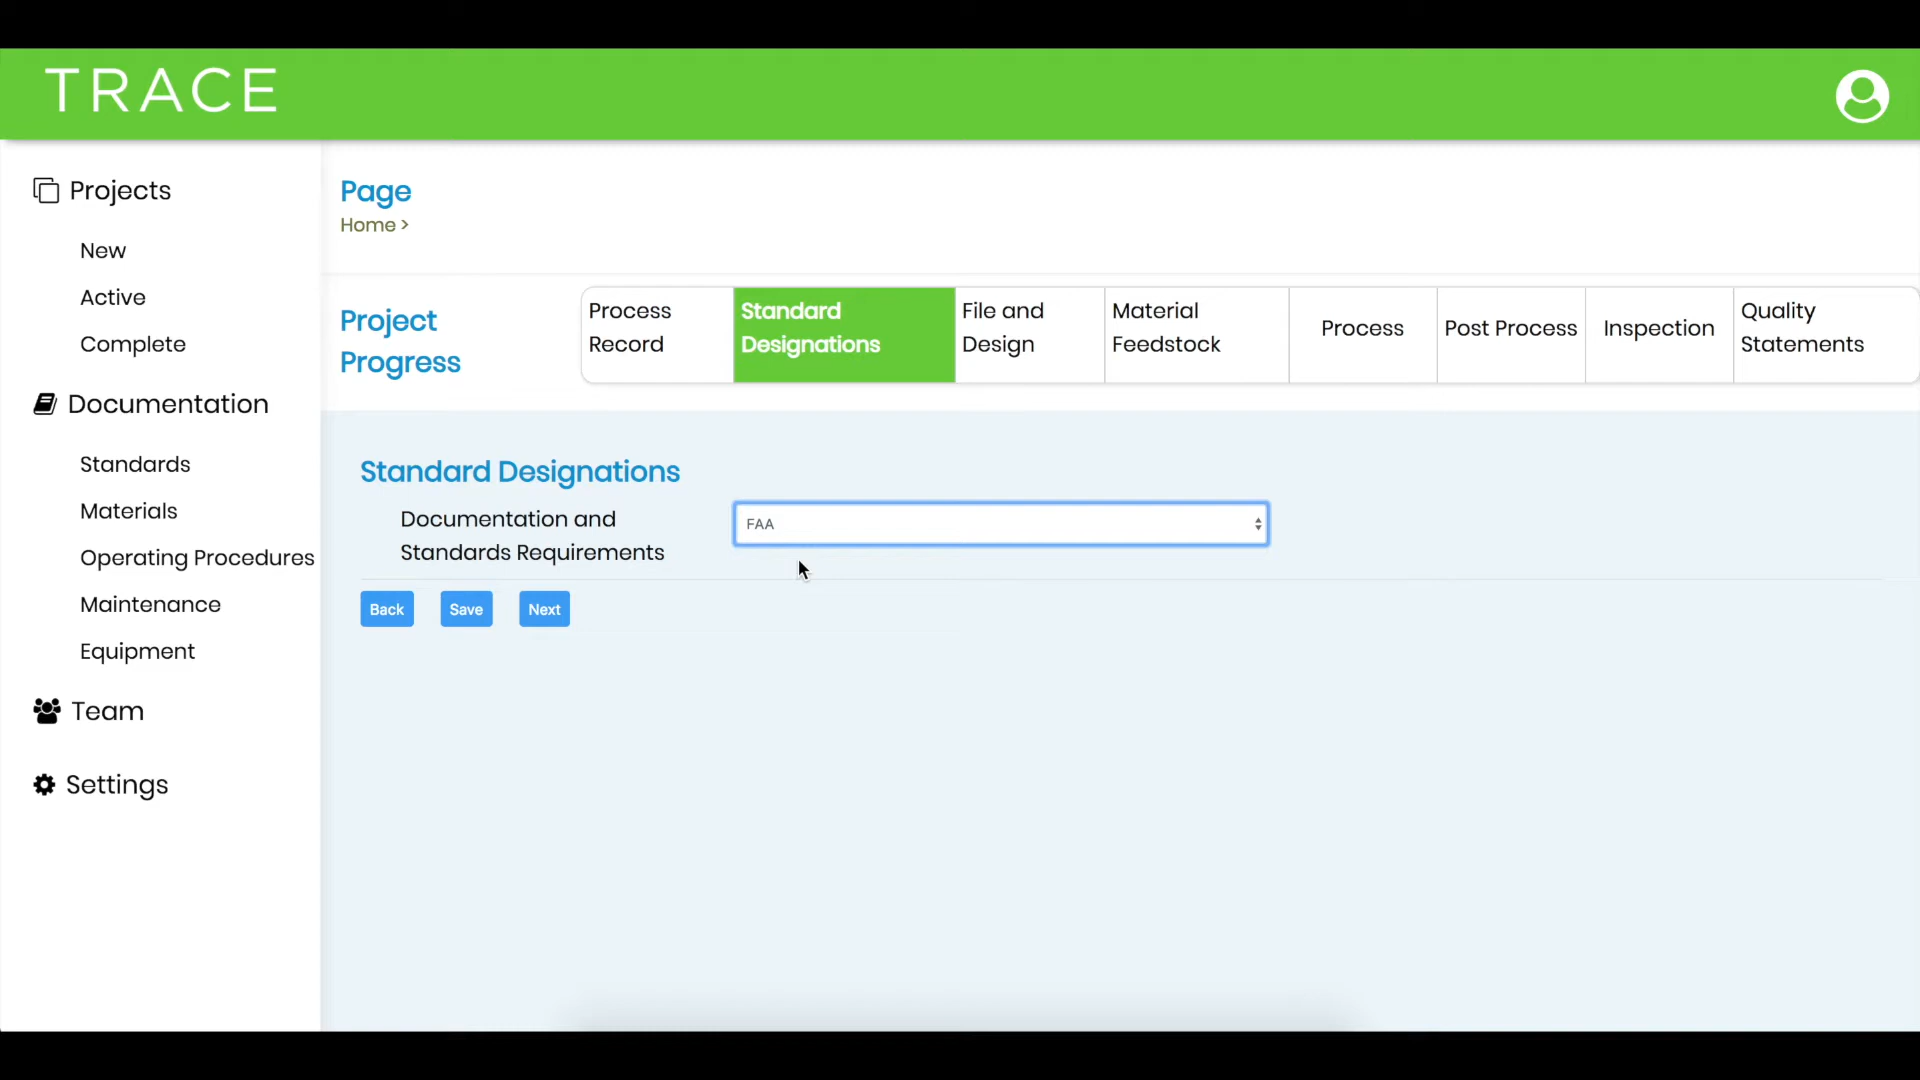 TRACE
Projects
New
Active
Complete
Documentation
Standards
Materials
Operating Procedures
Maintenance
Equipment
Team
Settings
Page
Home >
Project
Progress
Process
Record
Standard
Designations
File and
Design
Material
Feedstock
Process
Post Process
Inspection
Quality
Statements
Standard Designations
Documentation and
Standards Requirements
FAA
Back
Save
Next